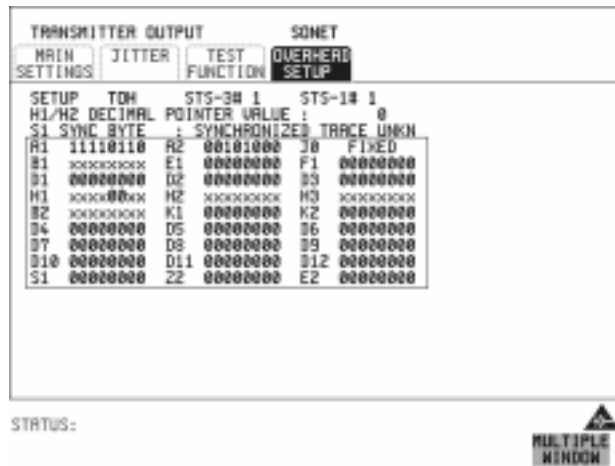 TRANSMITTER OUTPUT SONET
MAIN SETTINGS JITTER TEST FUNCTION OVERHEAD SETUP
SETUP TOH STS-3# 1 STS-1# 1
H1/H2 DECIMAL POINTER VALUE : 0
S1 SYNC BYTE : SYNCHRONIZED TRACE UNKN
A1 11110110 A2 00101000 J0 FIXED
B1 xxxxxxxx E1 00000000 F1 00000000
D1 00000000 D2 00000000 D3 00000000
H1 xxxx00xx H2 xxxxxxxx H3 xxxxxxxx
B2 xxxxxxxx K1 00000000 K2 00000000
D4 00000000 D5 00000000 D6 00000000
D7 00000000 D8 00000000 D9 00000000
D10 00000000 D11 00000000 D12 00000000
S1 00000000 Z2 00000000 E2 00000000
STATUS:
MULTIPLE
WINDOW